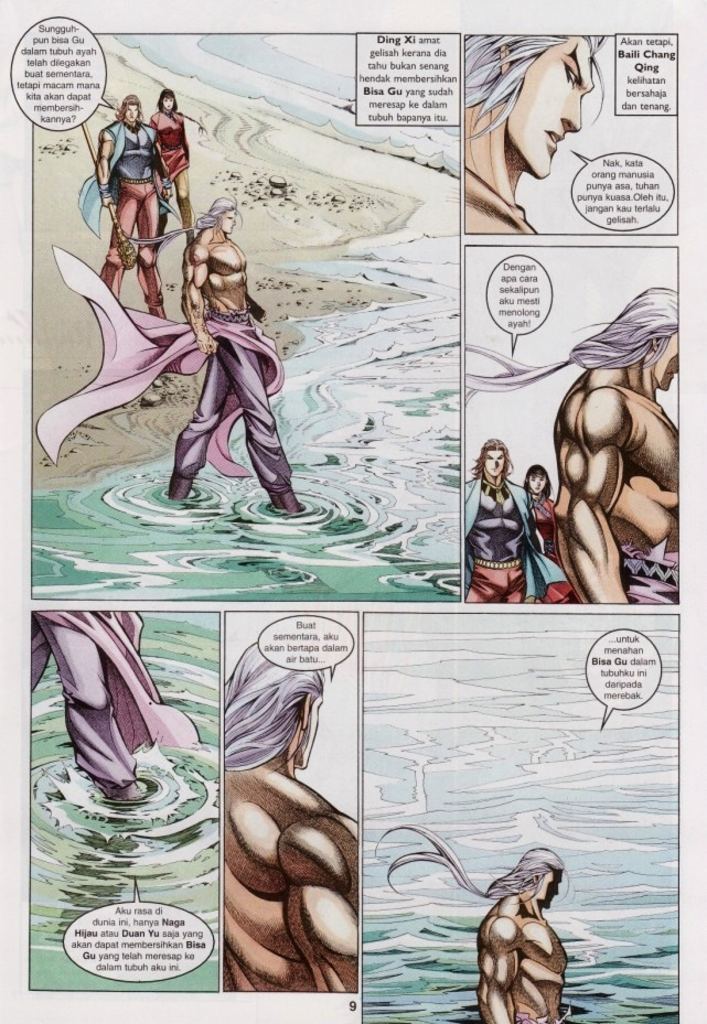 Sungguh-
pun bisa Gu
dalam tubuh ayah
telah dilegakan
buat sementara,
tetapi macam mana
kita akan dapat
membersih-
kannya?
Ding Xi amat
gelisah kerana dia
tahu bukan senang
hendak membersihkan
Bisa Gu yang sudah
meresap ke dalam
tubuh bapanya itu.
Akan tetapi,
Baili Chang
Qing
kelihatan
bersahaja
dan tenang.
Nak, kata
orang manusia
punya asa, tuhan
punya kuasa.Oleh itu,
jangan kau terlalu
gelisah.
Dengan
apa cara
sekalipun
aku mesti
menolong
ayah!
Aku rasa di
dunia ini, hanya Naga
Hijau atau Duan Yu saja yang
akan dapat membersihkan Bisa
Gu yang telah meresap ke
dalam tubuh aku ini.
Buat
sementara, aku
akan bertapa dalam
air batu...
...untuk
menahan
Bisa Gu dalam
tubuhku ini
daripada
merebak.
9